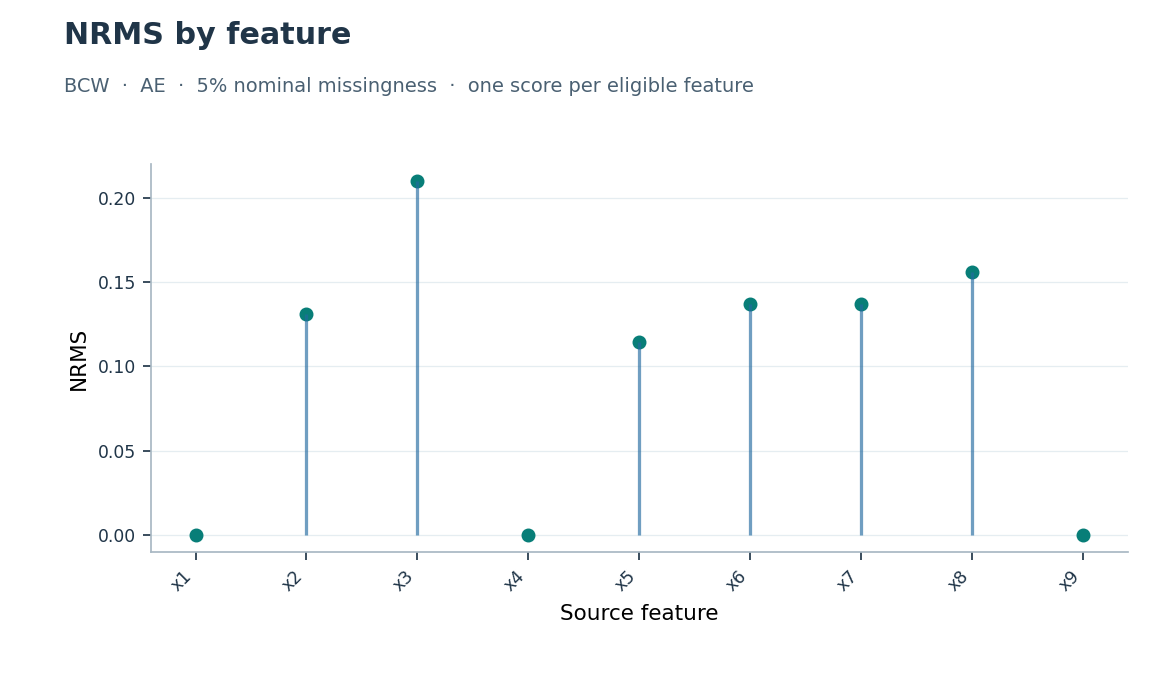 NRMS by feature
BCW · AE · 5% nominal missingness · one score per eligible feature
0.20
0.15
0.10
0.05
0.00
NRMS
x1 x2 x3 x4 x5 x6 x7 x8 x9
Source feature